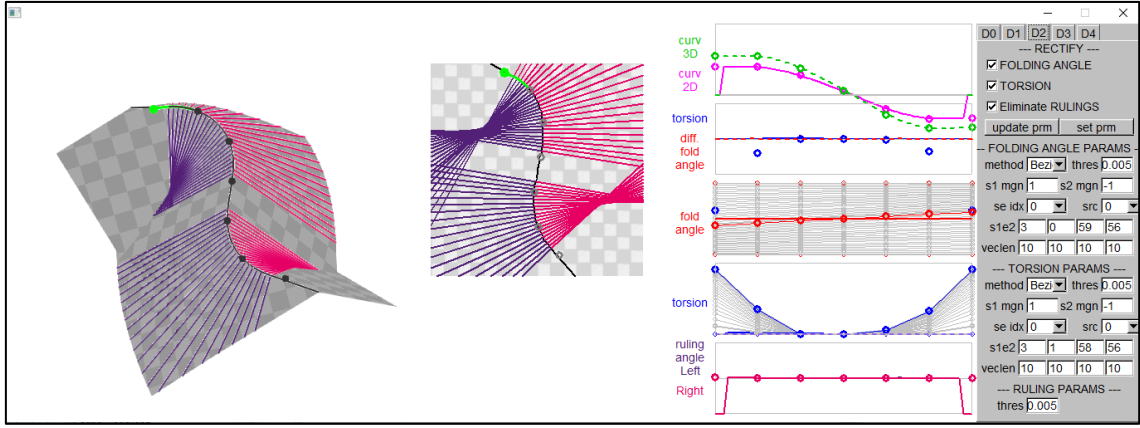 curv
3D
curv
2D
torsion
diff.
fold
angle
fold
angle
torsion
ruling
angle
Left
Right
D0 D1 D2 D3 D4
--- RECTIFY ---
FOLDING ANGLE
TORSION
Eliminate RULINGS
update prm set prm
-- FOLDING ANGLE PARAMS -
method Bezi thres 0.005
s1 mgn 1 s2 mgn -1
se idx 0 src 0
s1e2 3 0 59 56
veclen 10 10 10 10
--- TORSION PARAMS ---
method Bezi thres 0.005
s1 mgn 1 s2 mgn -1
se idx 0 src 0
s1e2 3 1 58 56
veclen 10 10 10 10
--- RULING PARAMS ---
thres 0.005